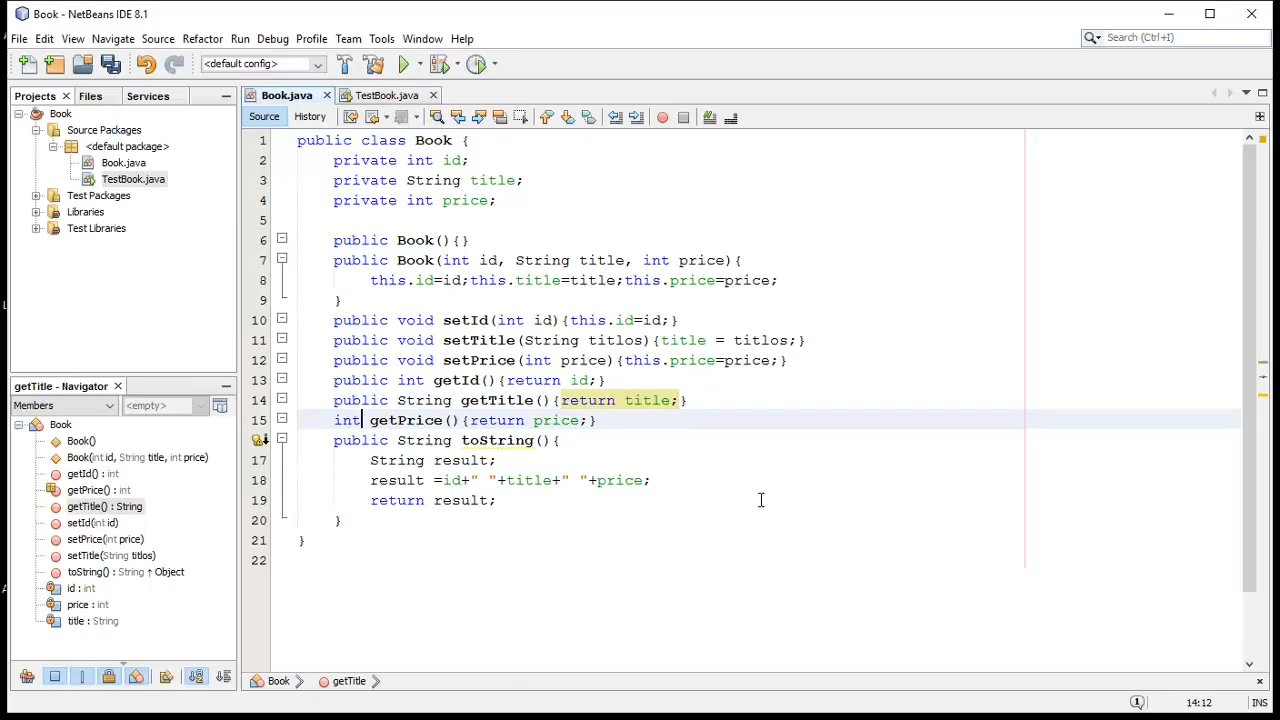 Book - NetBeans IDE 8.1
File Edit View Navigate Source Refactor Run Debug Profile Team Tools Window Help
Search (Ctrl+I)
<default config>
Projects Files Services
Book
Source Packages
<default package>
Book.java
TestBook.java
Test Packages
Libraries
Test Libraries
getTitle - Navigator
Members <empty>
Book
Book()
Book(int id, String title, int price)
getId() : int
getPrice() : int
getTitle() : String
setId(int id)
setPrice(int price)
setTitle(String titlos)
toString() : String ↑ Object
id : int
price : int
title : String
Book.java TestBook.java
Source History
1 public class Book {
2 private int id;
3 private String title;
4 private int price;
5
6 public Book(){}
7 public Book(int id, String title, int price){
8 this.id=id;this.title=title;this.price=price;
9 }
10 public void setId(int id){this.id=id;}
11 public void setTitle(String titlos){title = titlos;}
12 public void setPrice(int price){this.price=price;}
13 public int getId(){return id;}
14 public String getTitle(){return title;}
15 int getPrice(){return price;}
public String toString(){
17 String result;
18 result =id+" "+title+" "+price;
19 return result;
20 }
21 }
22
Book getTitle
14:12 INS